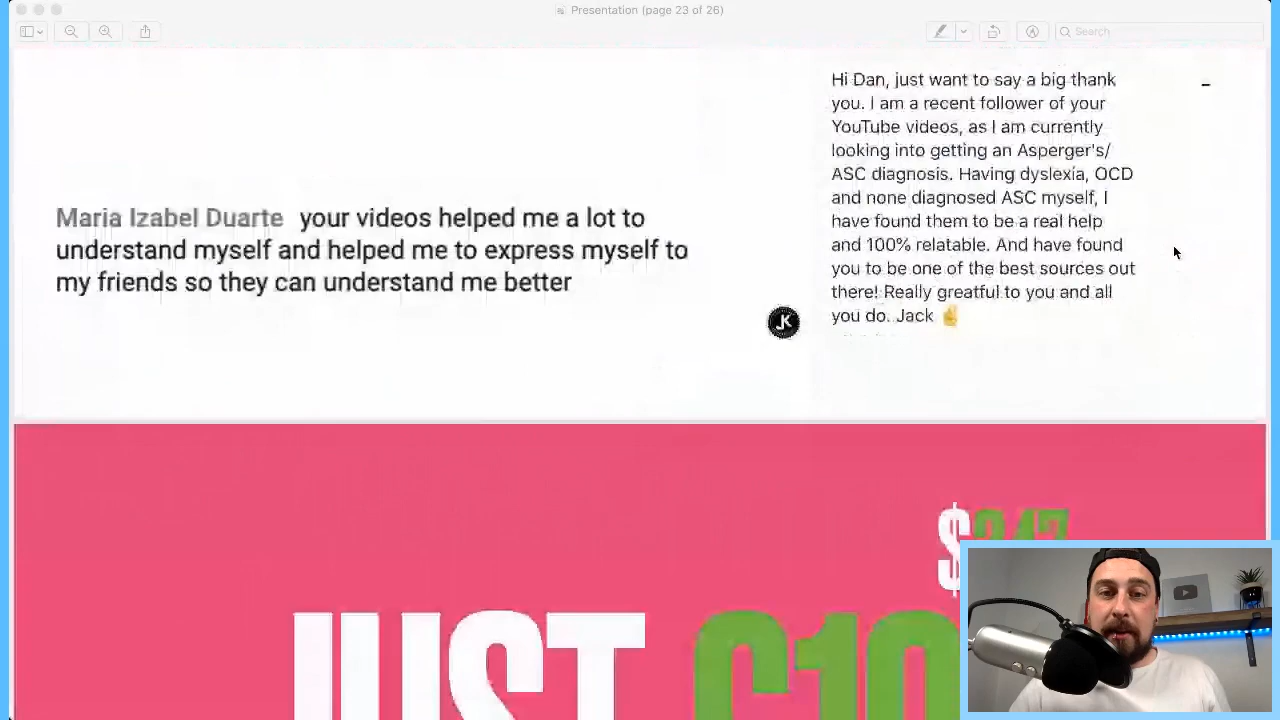 Presentation (page 23 of 26)
Search
Maria Izabel Duarte your videos helped me a lot to
understand myself and helped me to express myself to
my friends so they can understand me better
JK
Hi Dan, just want to say a big thank
you. I am a recent follower of your
YouTube videos, as I am currently
looking into getting an Asperger's/
ASC diagnosis. Having dyslexia, OCD
and none diagnosed ASC myself, I
have found them to be a real help
and 100% relatable. And have found
you to be one of the best sources out
there! Really greatful to you and all
you do. Jack ✌
$247
JUST £10